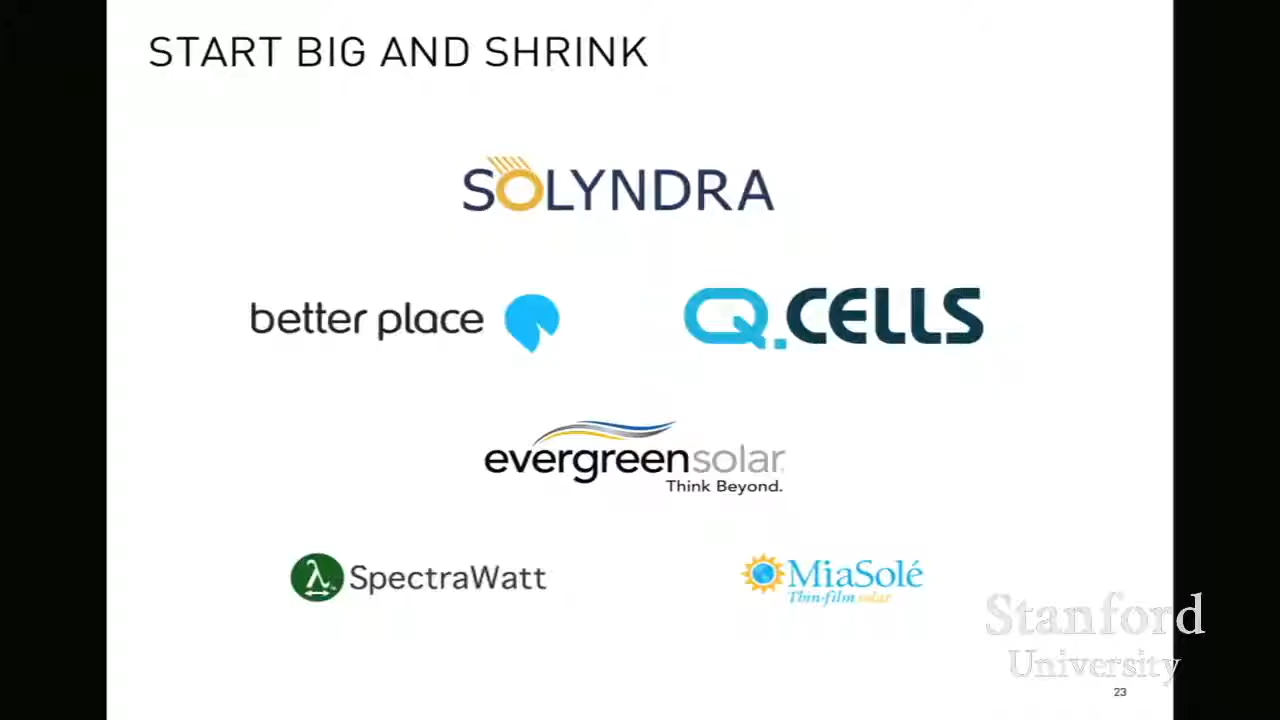 START BIG AND SHRINK
SOLYNDRA
better place
Q.CELLS
evergreensolar
Think Beyond.
SpectraWatt
MiaSolé
Thin-film solar
Stanford
University
23